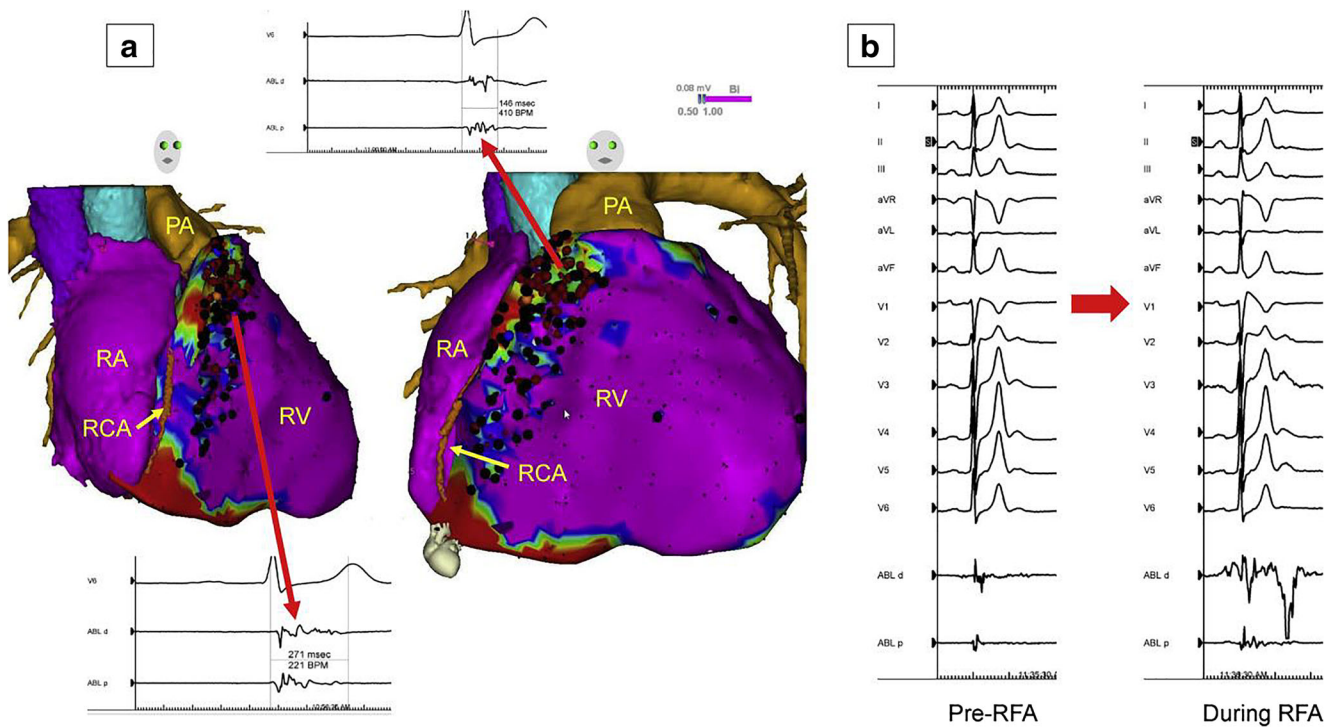 a
V6
ABL d
146 msec
410 BPM
ABL p
0.08 mV
Bi
0.50 1.00
PA
RA
RV
RCA
PA
RA
RV
RCA
V6
ABL d
271 msec
221 BPM
ABL p
b
I
II
III
aVR
aVL
aVF
V1
V2
V3
V4
V5
V6
ABL d
ABL p
Pre-RFA
I
II
III
aVR
aVL
aVF
V1
V2
V3
V4
V5
V6
ABL d
ABL p
During RFA